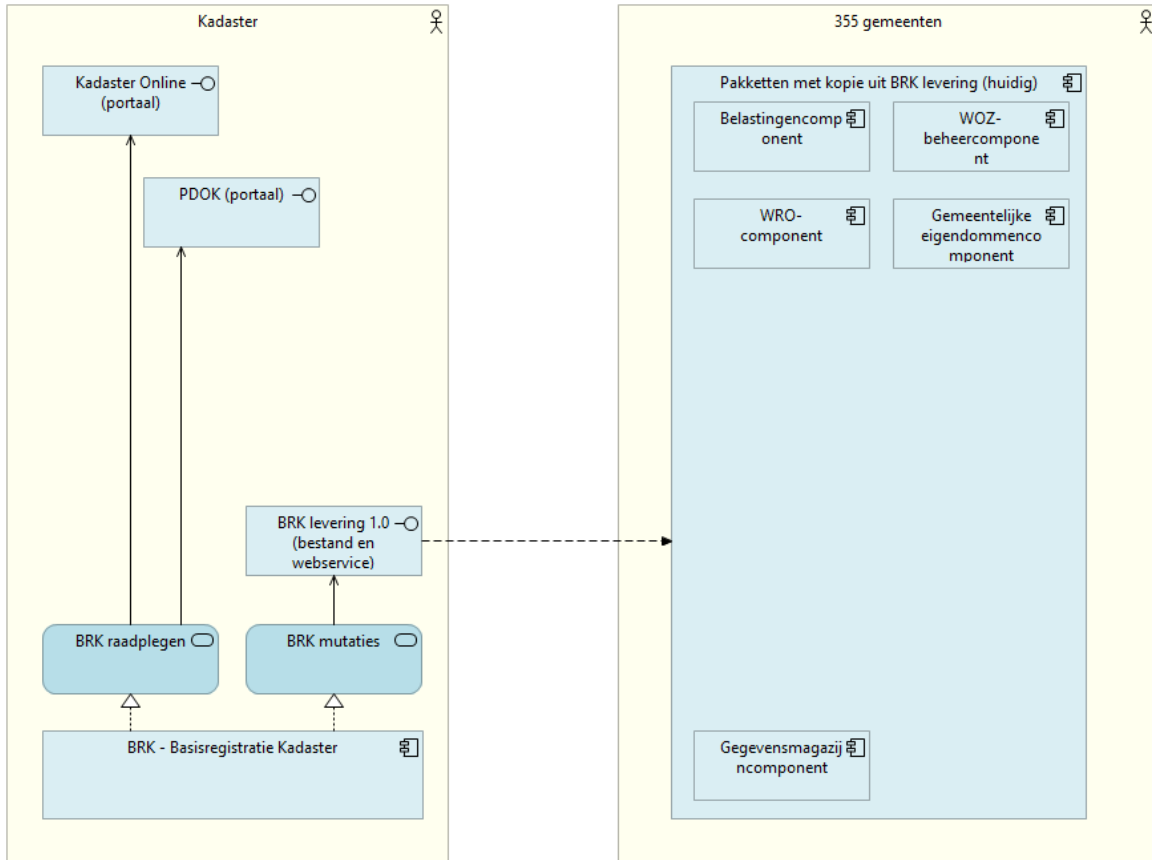 Kadaster
Kadaster Online
(portaal)
PDOK (portaal)
BRK levering 1.0
(bestand en
webservice)
BRK raadplegen
BRK mutaties
BRK - Basisregistratie Kadaster
355 gemeenten
Pakketten met kopie uit BRK levering (huidig)
Belastingencomp
onent
WOZ-
beheercompone
nt
WRO-
component
Gemeentelijke
eigendommenco
mponent
Gegevensmagazij
ncomponent